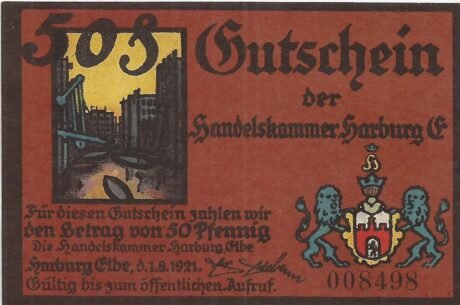 50 ₰ Gutschein
der
Handelskammer Harburg E
Für diesen Gutschein zahlen wir
den Betrag von 50 Pfennig
Die Handelskammer Harburg Elbe
Harburg Elbe, d. 1.8.1921.
Gültig bis zum öffentlichen Aufruf.
H
008498